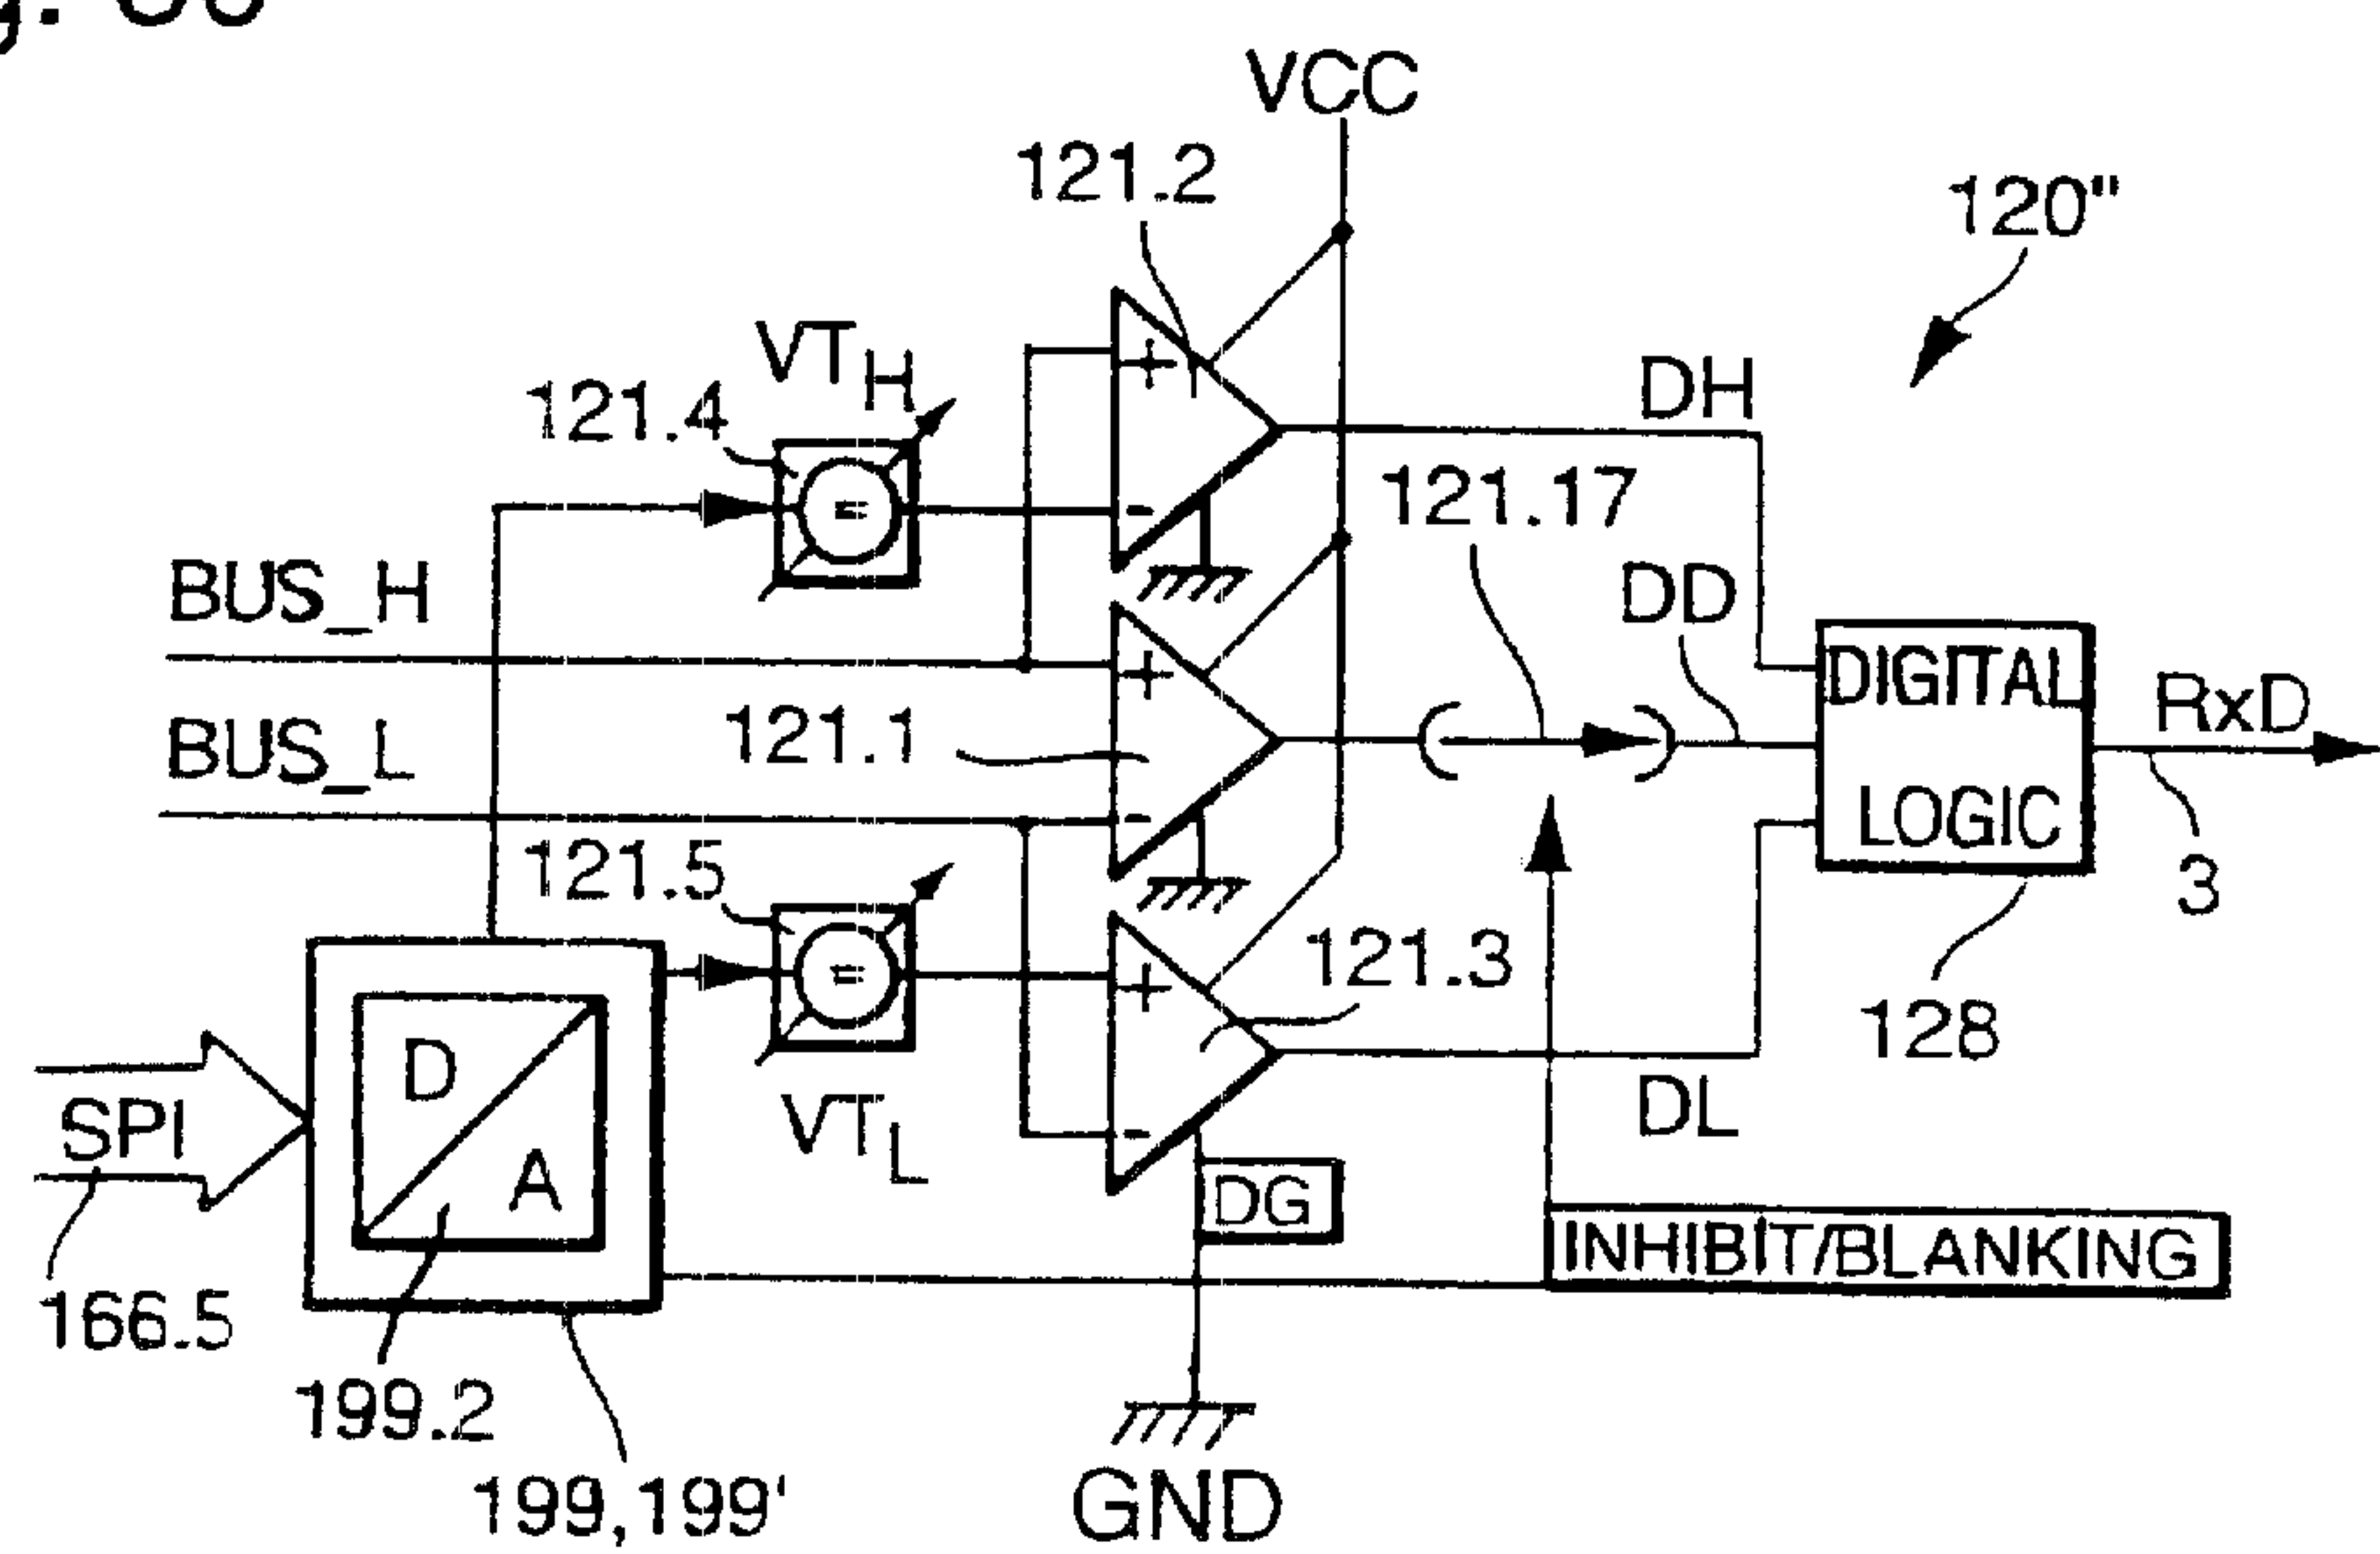 VCC
121.2
120"
VTH
121.4
DH
121.17
BUS_H
DD
DIGITAL
LOGIC
RxD
BUS_L
121.1
121.5
3
121.3
128
D
A
SPI
VTL
DL
DG
INHIBIT/BLANKING
166.5
199.2
199,199'
GND